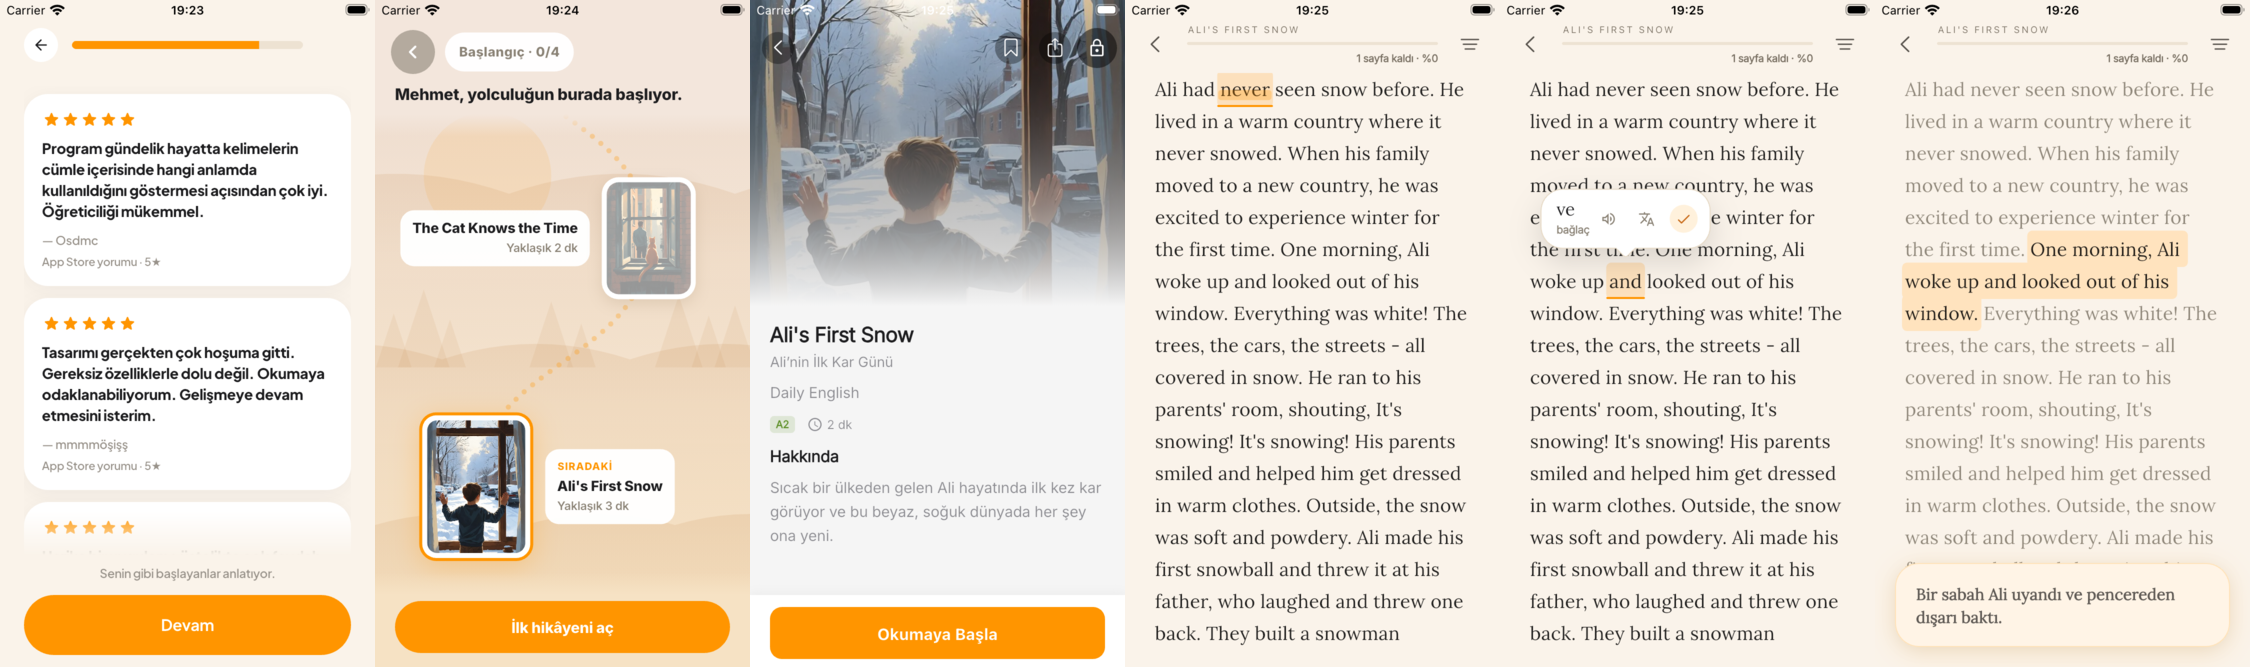 Carrier
19:23
Program gündelik hayatta kelimelerin
cümle içerisinde hangi anlamda
kullanıldığını göstermesi açısından çok iyi.
Öğreticiliği mükemmel.
— Osdmc
App Store yorumu · 5★
Tasarımı gerçekten çok hoşuma gitti.
Gereksiz özelliklerle dolu değil. Okumaya
odaklanabiliyorum. Gelişmeye devam
etmesini isterim.
— mmmmöşişş
App Store yorumu · 5★
Senin gibi başlayanlar anlatıyor.
Devam
Carrier
19:24
Başlangıç · 0/4
Mehmet, yolculuğun burada başlıyor.
The Cat Knows the Time
Yaklaşık 2 dk
SIRADAKİ
Ali's First Snow
Yaklaşık 3 dk
İlk hikâyeni aç
Carrier
19:25
Ali's First Snow
Ali'nin İlk Kar Günü
Daily English
A2
2 dk
Hakkında
Sıcak bir ülkeden gelen Ali hayatında ilk kez kar
görüyor ve bu beyaz, soğuk dünyada her şey
ona yeni.
Okumaya Başla
Carrier
19:25
ALI'S FIRST SNOW
1 sayfa kaldı · %0
Ali had never seen snow before. He
lived in a warm country where it
never snowed. When his family
moved to a new country, he was
excited to experience winter for
the first time. One morning, Ali
woke up and looked out of his
window. Everything was white! The
trees, the cars, the streets - all
covered in snow. He ran to his
parents' room, shouting, It's
snowing! It's snowing! His parents
smiled and helped him get dressed
in warm clothes. Outside, the snow
was soft and powdery. Ali made his
first snowball and threw it at his
father, who laughed and threw one
back. They built a snowman
Carrier
19:25
ALI'S FIRST SNOW
1 sayfa kaldı · %0
Ali had never seen snow before. He
lived in a warm country where it
never snowed. When his family
moved to a new country, he was
ve
bağlaç
e winter for
the first time. One morning, Ali
woke up and looked out of his
window. Everything was white! The
trees, the cars, the streets - all
covered in snow. He ran to his
parents' room, shouting, It's
snowing! It's snowing! His parents
smiled and helped him get dressed
in warm clothes. Outside, the snow
was soft and powdery. Ali made his
first snowball and threw it at his
father, who laughed and threw one
back. They built a snowman
Carrier
19:26
ALI'S FIRST SNOW
1 sayfa kaldı · %0
Ali had never seen snow before. He
lived in a warm country where it
never snowed. When his family
moved to a new country, he was
excited to experience winter for
the first time. One morning, Ali
woke up and looked out of his
window. Everything was white! The
trees, the cars, the streets - all
covered in snow. He ran to his
parents' room, shouting, It's
snowing! It's snowing! His parents
smiled and helped him get dressed
in warm clothes. Outside, the snow
was soft and powdery. Ali made his
Bir sabah Ali uyandı ve pencereden
dışarı baktı.